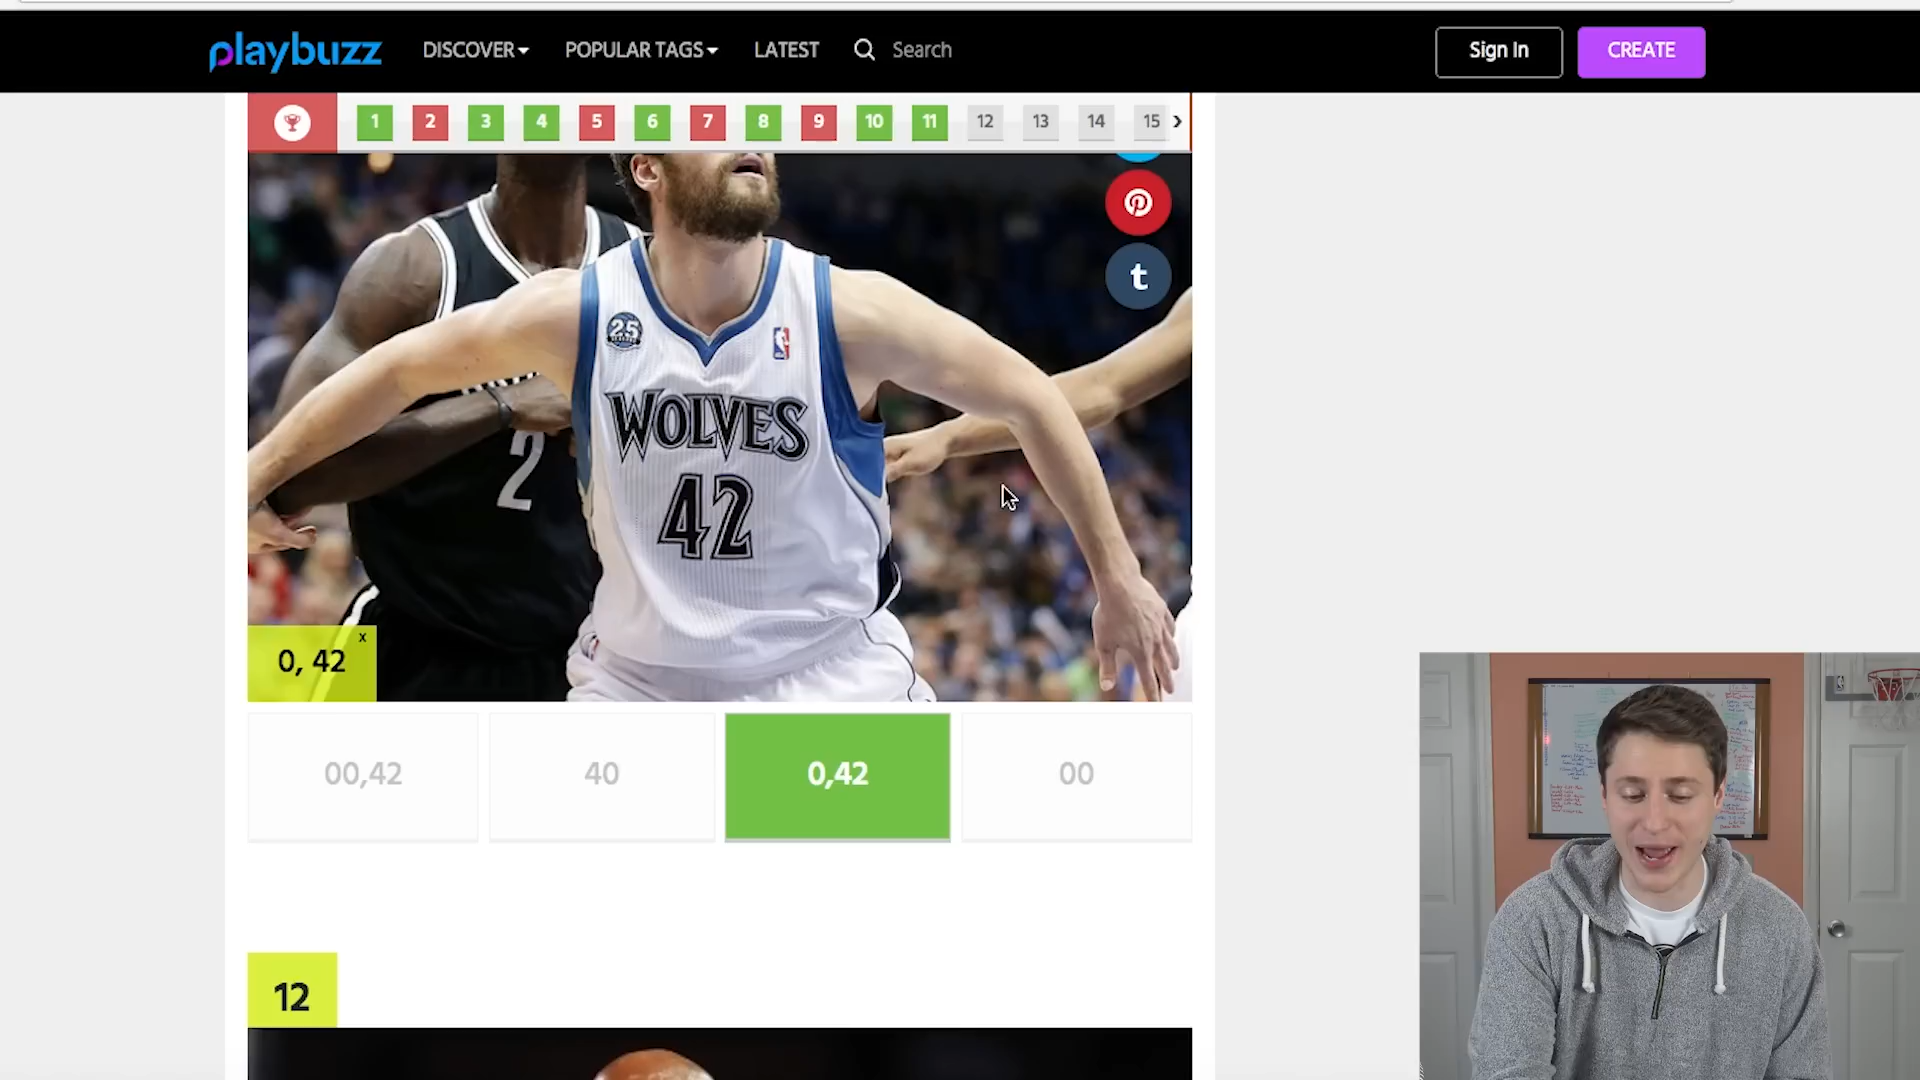 playbuzz DISCOVER POPULAR TAGS LATEST Search Sign In CREATE
1 2 3 4 5 6 7 8 9 10 11 12 13 14 15
25
WOLVES
42
2
0, 42 x
00,42 40 0,42 00
12